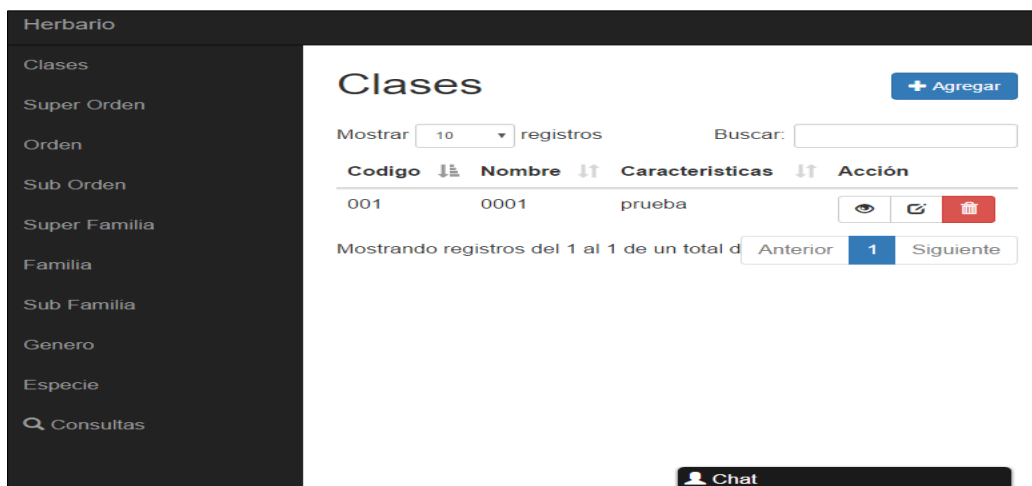 Herbario
Clases
Super Orden
Orden
Sub Orden
Super Familia
Familia
Sub Familia
Genero
Especie
Consultas
Clases
Agregar
Mostrar 10 registros Buscar:
Codigo Nombre Caracteristicas Acción
001 0001 prueba
Mostrando registros del 1 al 1 de un total d Anterior 1 Siguiente
Chat